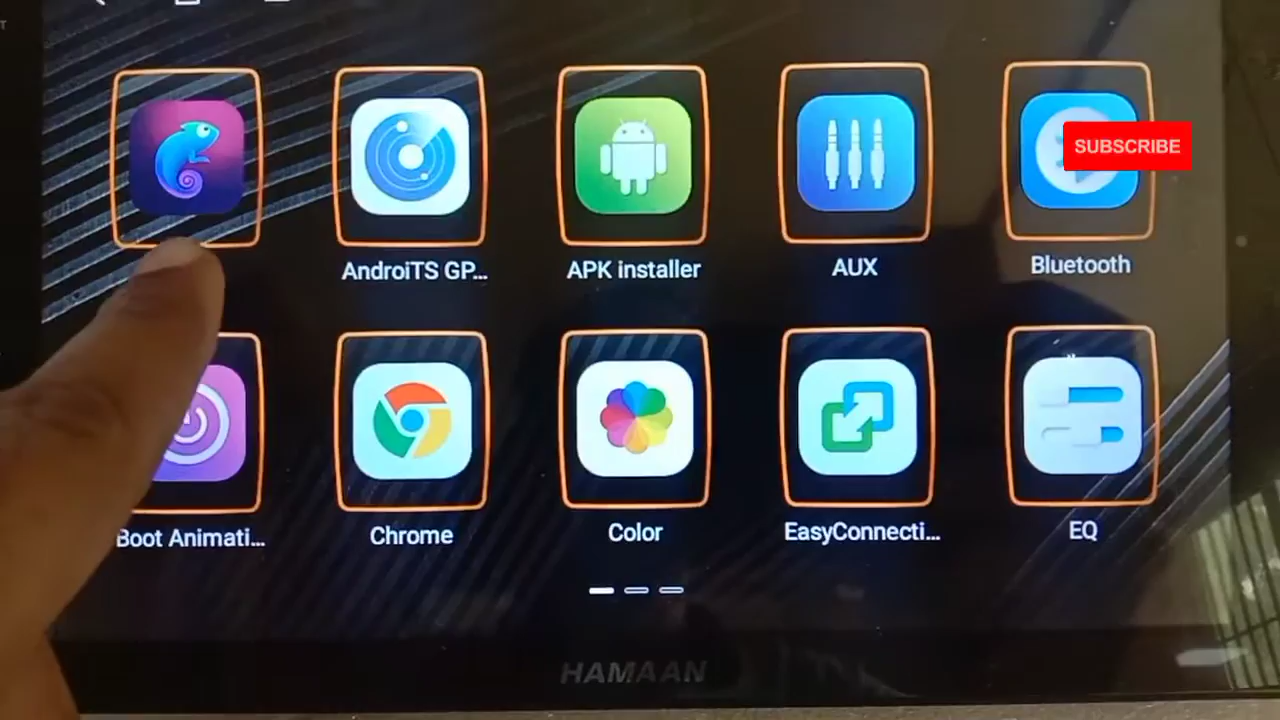 SUBSCRIBE
AndroiTS GP...
APK installer
AUX
Bluetooth
Boot Animati...
Chrome
Color
EasyConnecti...
EQ
HAMAAN